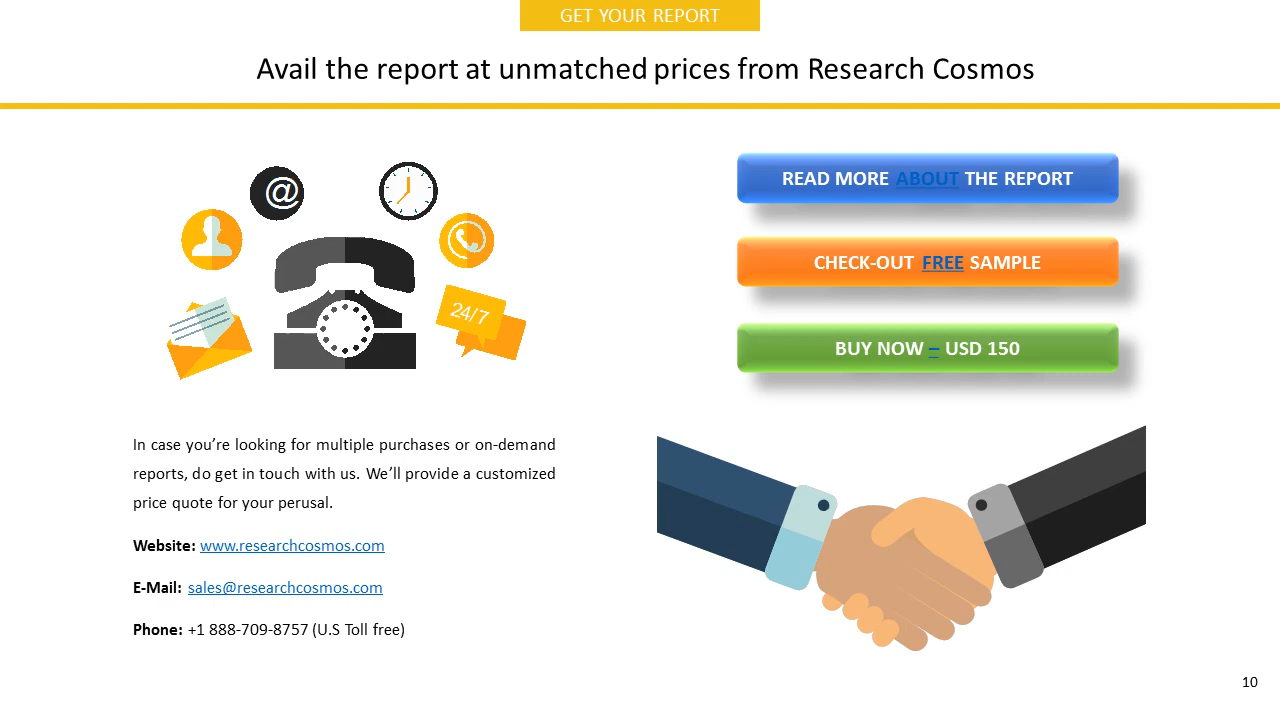 GET YOUR REPORT
Avail the report at unmatched prices from Research Cosmos
@
24/7
READ MORE ABOUT THE REPORT
CHECK-OUT FREE SAMPLE
BUY NOW – USD 150
In case you’re looking for multiple purchases or on-demand
reports, do get in touch with us. We’ll provide a customized
price quote for your perusal.
Website: www.researchcosmos.com
E-Mail: sales@researchcosmos.com
Phone: +1 888-709-8757 (U.S Toll free)
10